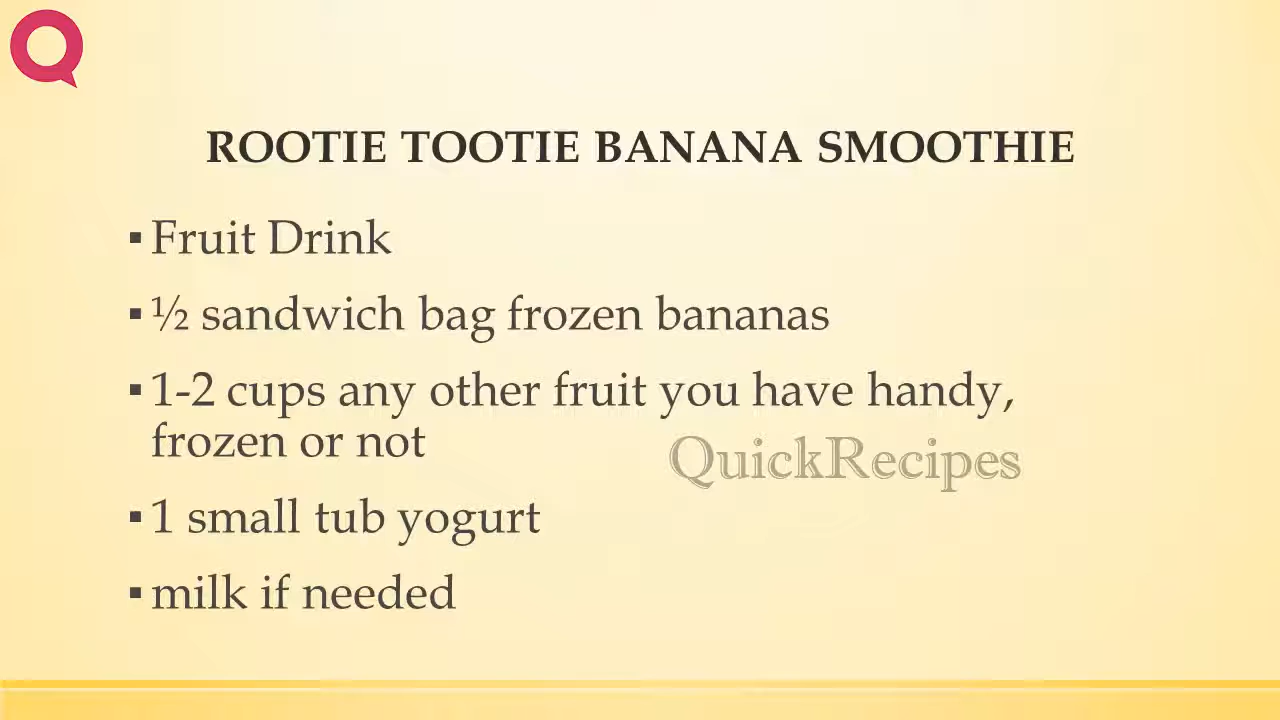 ROOTIE TOOTIE BANANA SMOOTHIE
▪ Fruit Drink
▪ ½ sandwich bag frozen bananas
▪ 1-2 cups any other fruit you have handy,
frozen or not
QuickRecipes
▪ 1 small tub yogurt
▪ milk if needed